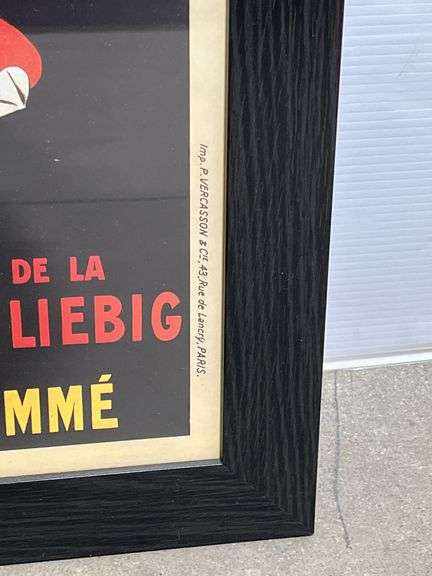 DE LA
LIEBIG
MMÉ
Imp. P. VERCASSON & Cie, 43, Rue de Lancry, PARIS.